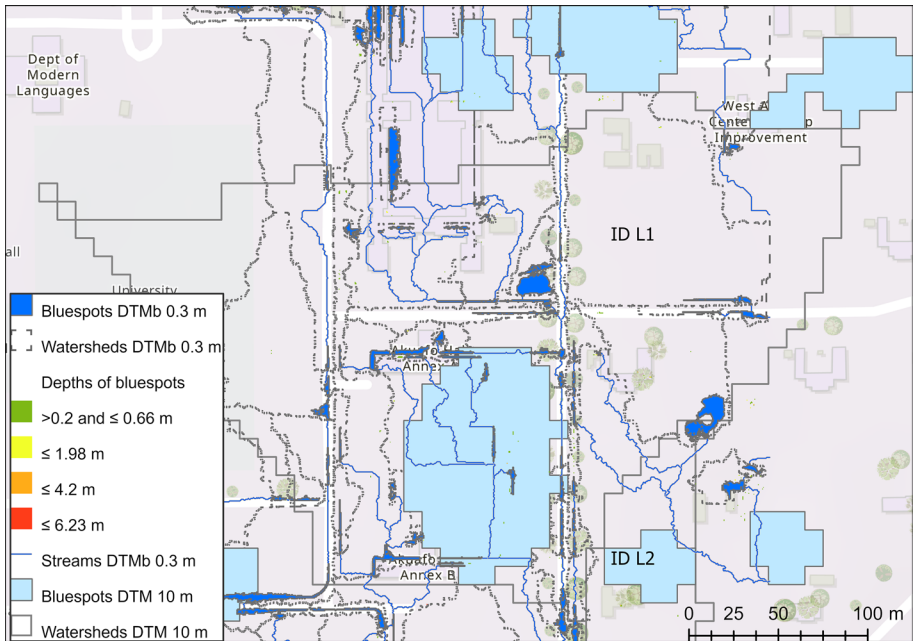 Dept of
Modern
Languages
West A
Cente p
Improvement
ID L1
all
University
Bluespots DTMb 0.3 m
Watersheds DTMb 0.3 m
Depths of bluespots
>0.2 and ≤ 0.66 m
≤ 1.98 m
≤ 4.2 m
≤ 6.23 m
Streams DTMb 0.3 m
Bluespots DTM 10 m
Watersheds DTM 10 m
Annex
ID L2
Annex B
0 25 50 100 m